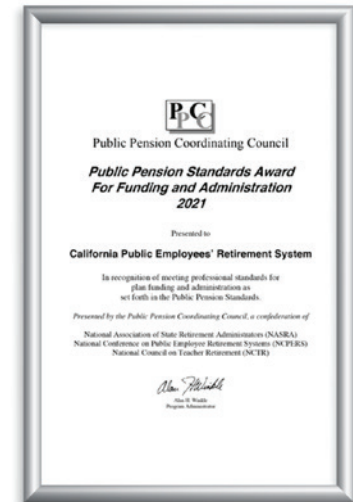 PPCC
Public Pension Coordinating Council
Public Pension Standards Award
For Funding and Administration
2021
Presented to
California Public Employees' Retirement System
In recognition of meeting professional standards for
plan funding and administration as
set forth in the Public Pension Standards.
Presented by the Public Pension Coordinating Council, a confederation of
National Association of State Retirement Administrators (NASRA)
National Conference on Public Employee Retirement Systems (NCPERS)
National Council on Teacher Retirement (NCTR)
Alan H. Winkle
Alan H. Winkle
Program Administrator